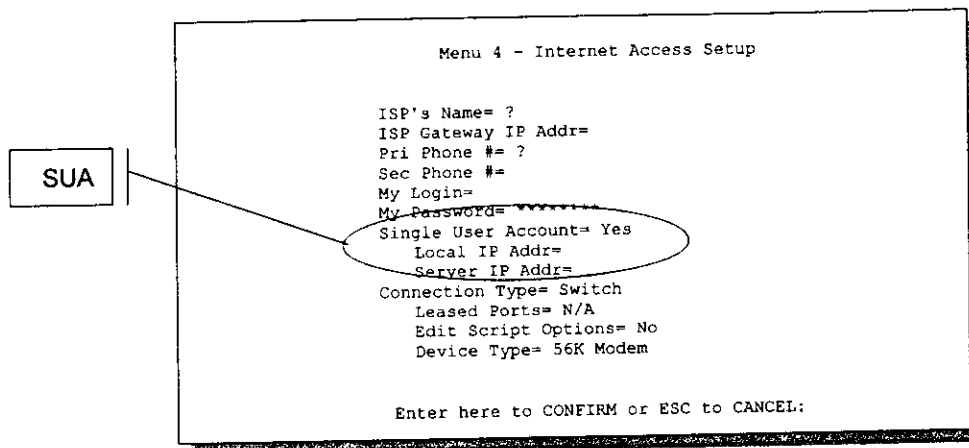 Menu 4 - Internet Access Setup
ISP's Name= ?
ISP Gateway IP Addr=
Pri Phone #= ?
Sec Phone #=
My Login=
My Password= ********
Single User Account= Yes
Local IP Addr=
Server IP Addr=
Connection Type= Switch
Leased Ports= N/A
Edit Script Options= No
Device Type= 56K Modem
Enter here to CONFIRM or ESC to CANCEL:
SUA